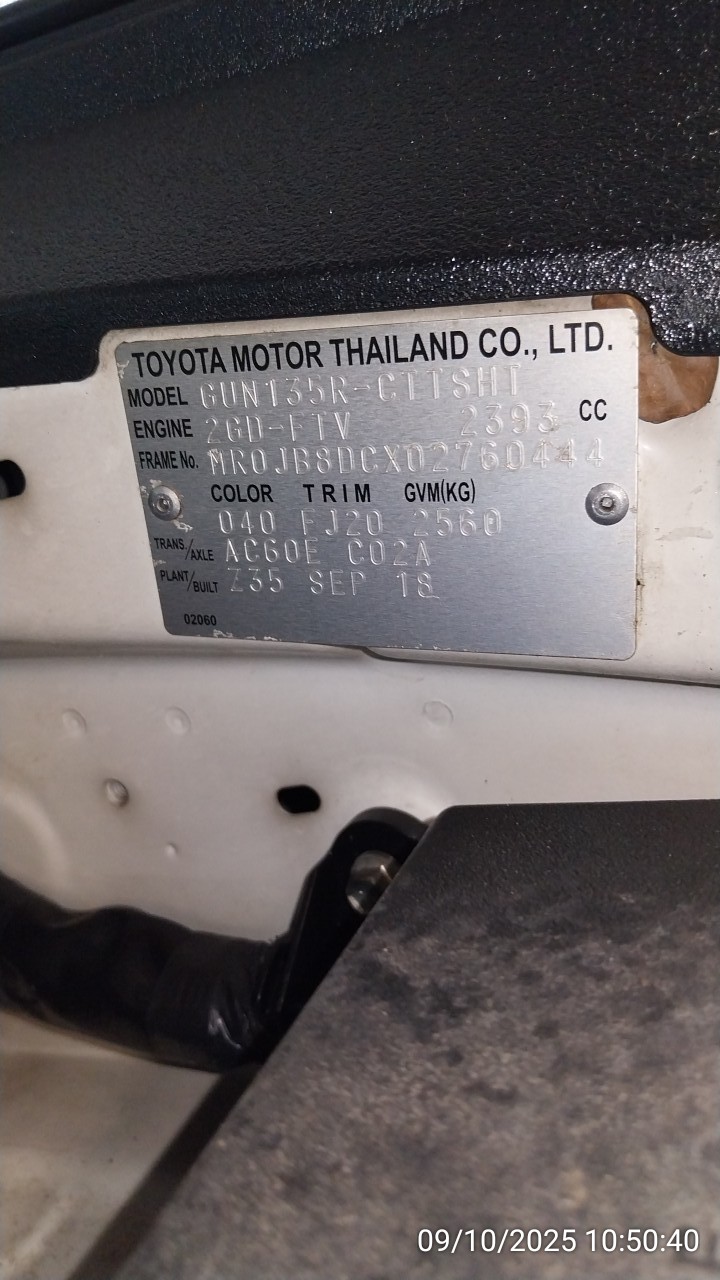 TOYOTA MOTOR THAILAND CO., LTD.
MODEL GUN135R-CTTSHT
ENGINE 2GD-FTV 2393 CC
FRAME No. MR0JB8DCX02760444
COLOR TRIM GVM(KG)
040 FJ20 2560
TRANS/AXLE AC60E C02A
PLANT/BUILT Z35 SEP 18
02060
09/10/2025 10:50:40